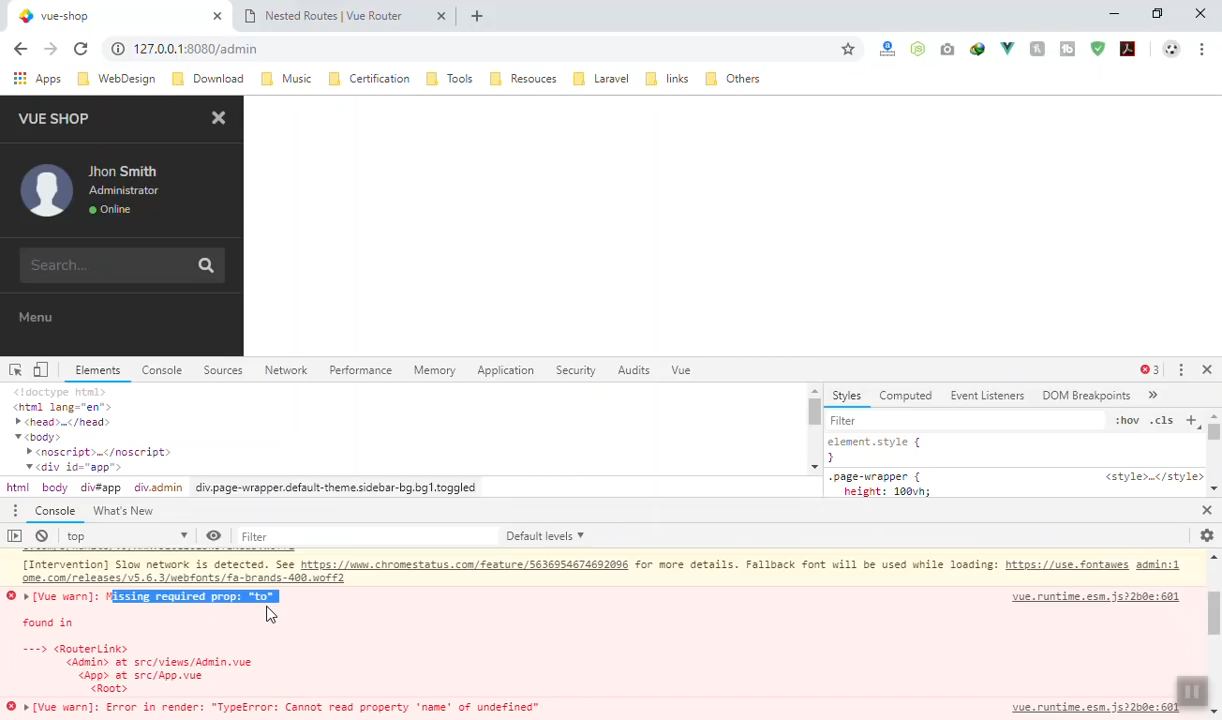 vue-shop
Nested Routes | Vue Router
127.0.0.1:8080/admin
Apps WebDesign Download Music Certification Tools Resouces Laravel links Others
VUE SHOP
Jhon Smith
Administrator
Online
Search...
Menu
Elements Console Sources Network Performance Memory Application Security Audits Vue 3
<!doctype html>
<html lang="en">
<head>…</head>
<body>
<noscript>…</noscript>
<div id="app">
html body div#app div.admin div.page-wrapper.default-theme.sidebar-bg.bg1.toggled
Styles Computed Event Listeners DOM Breakpoints »
Filter :hov .cls +
element.style {
}
.page-wrapper { <style>…</style>
height: 100vh;
Console What's New
top Filter Default levels
[Intervention] Slow network is detected. See https://www.chromestatus.com/feature/5636954674692096 for more details. Fallback font will be used while loading: https://use.fontawes admin:1
ome.com/releases/v5.6.3/webfonts/fa-brands-400.woff2
[Vue warn]: Missing required prop: "to" vue.runtime.esm.js?2b0e:601
found in
---> <RouterLink>
<Admin> at src/views/Admin.vue
<App> at src/App.vue
<Root>
[Vue warn]: Error in render: "TypeError: Cannot read property 'name' of undefined" vue.runtime.esm.js?2b0e:601